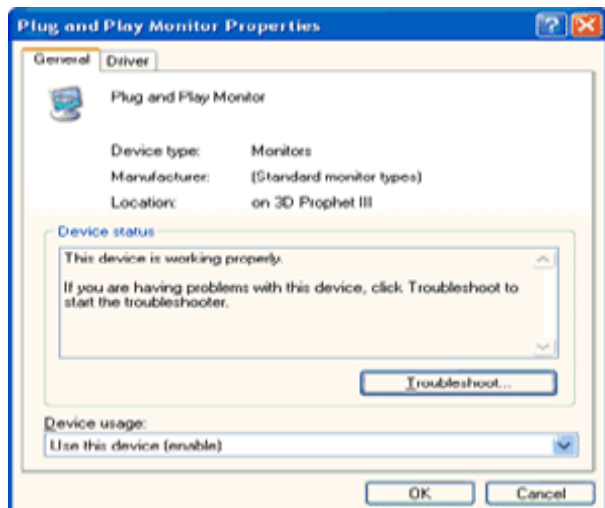 Plug and Play Monitor Properties
General Driver
Plug and Play Monitor
Device type: Monitors
Manufacturer: (Standard monitor types)
Location: on 3D Prophet III
Device status
This device is working properly.
If you are having problems with this device, click Troubleshoot to
start the troubleshooter.
Troubleshoot...
Device usage:
Use this device (enable)
OK Cancel